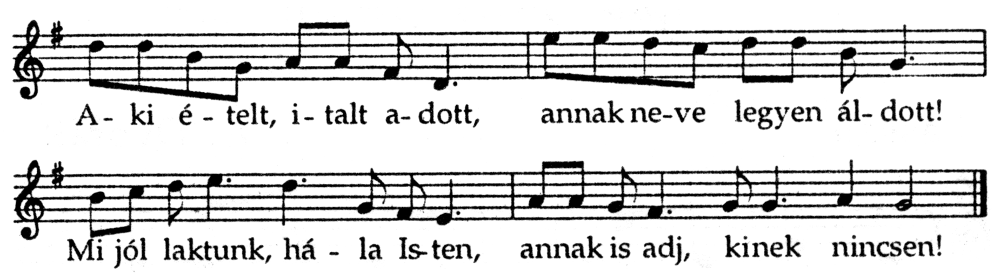 A- ki é - telt, i- talt a- dott, annak ne-ve legyen ál- dott!
Mi jól laktunk, há - la Is-ten, annak is adj, kinek nincsen!